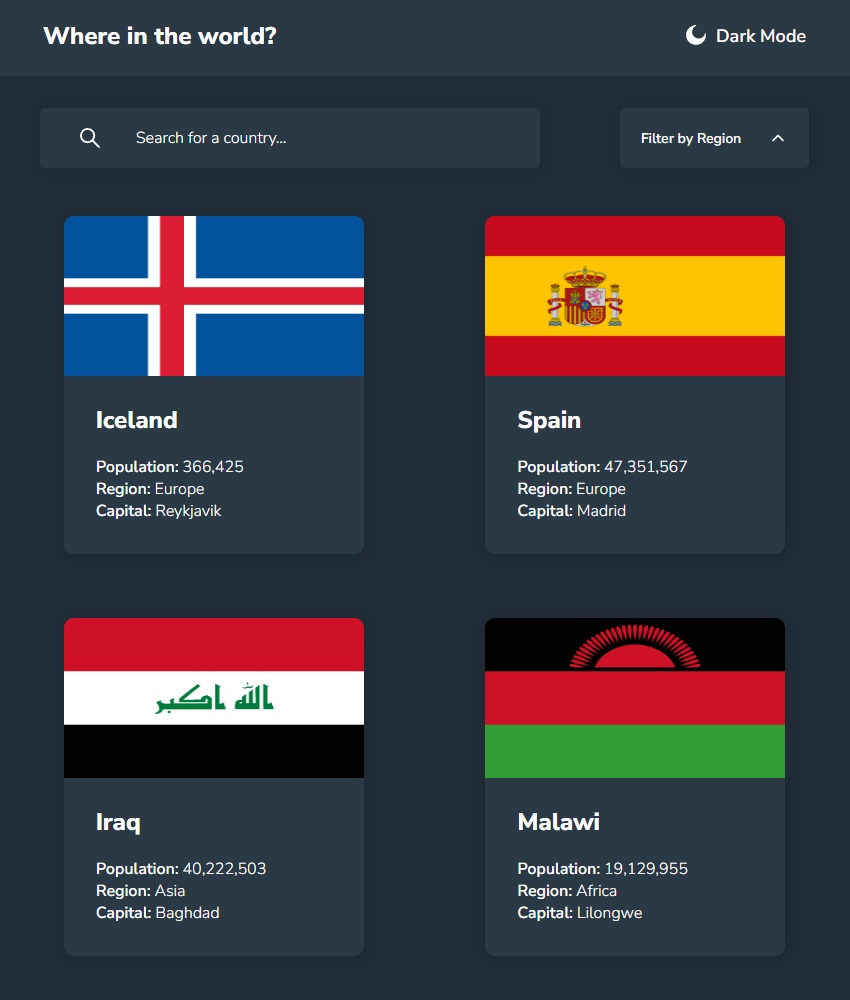 Where in the world?
Dark Mode
Search for a country...
Filter by Region
Iceland
Population: 366,425
Region: Europe
Capital: Reykjavik
Spain
Population: 47,351,567
Region: Europe
Capital: Madrid
الله اكبر
Iraq
Population: 40,222,503
Region: Asia
Capital: Baghdad
Malawi
Population: 19,129,955
Region: Africa
Capital: Lilongwe